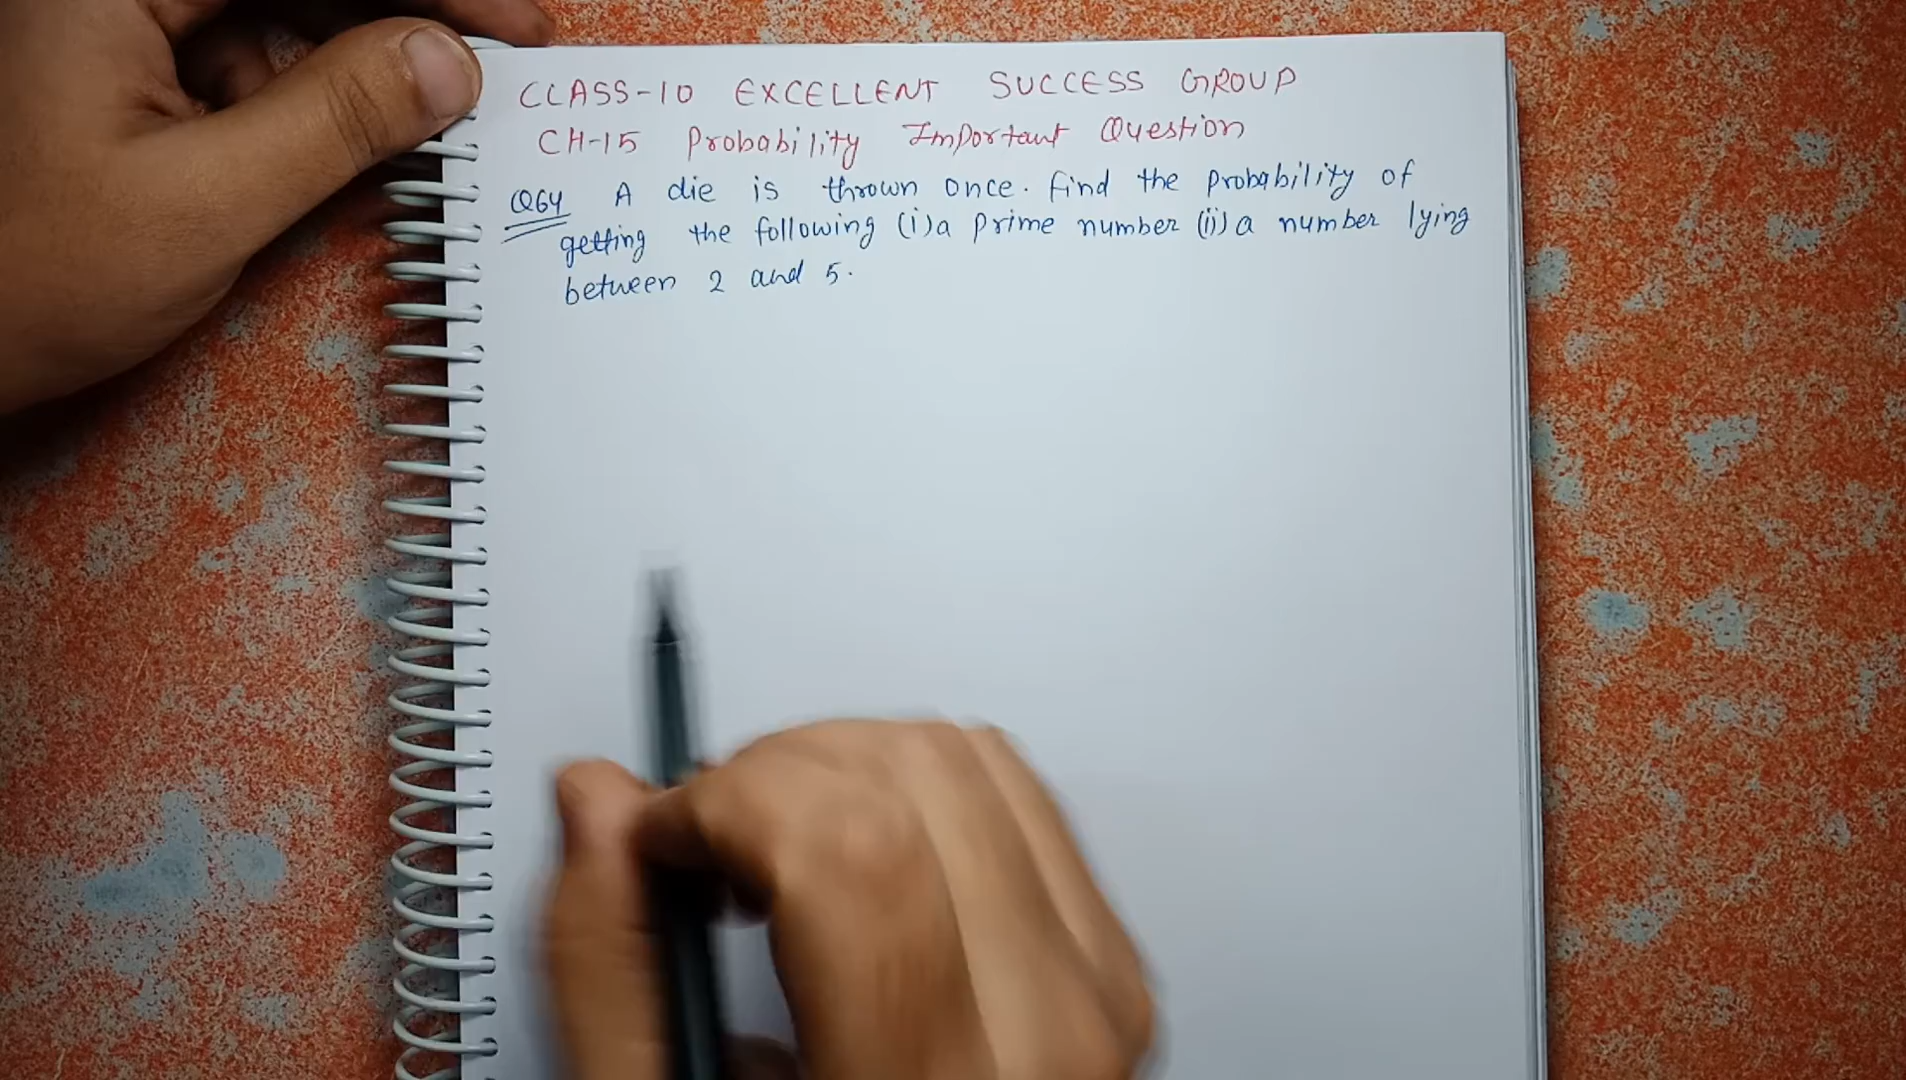 CLASS-10 EXCELLENT SUCCESS GROUP
CH-15 Probability Important Question
Q64 A die is thrown once. find the probability of
getting the following (i) a prime number (ii) a number lying
between 2 and 5.